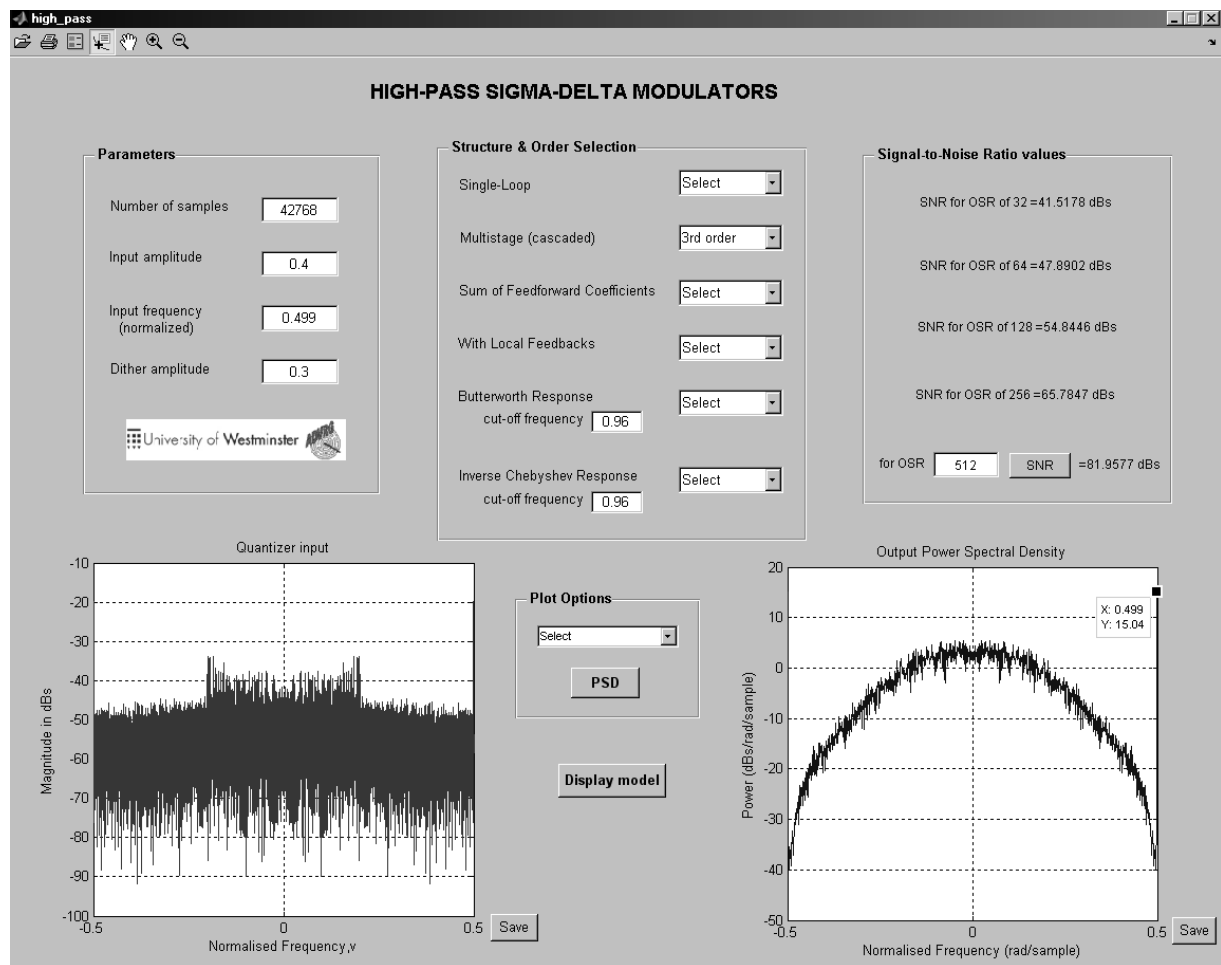 high_pass
HIGH-PASS SIGMA-DELTA MODULATORS
Parameters
Number of samples 42768
Input amplitude 0.4
Input frequency
(normalized) 0.499
Dither amplitude 0.3
University of Westminster
Structure & Order Selection
Single-Loop Select
Multistage (cascaded) 3rd order
Sum of Feedforward Coefficients Select
With Local Feedbacks Select
Butterworth Response Select
cut-off frequency 0.96
Inverse Chebyshev Response Select
cut-off frequency 0.96
Signal-to-Noise Ratio values
SNR for OSR of 32 =41.5178 dBs
SNR for OSR of 64 =47.8902 dBs
SNR for OSR of 128 =54.8446 dBs
SNR for OSR of 256 =65.7847 dBs
for OSR 512 SNR =81.9577 dBs
Quantizer input
-10
-20
-30
-40
-50
-60
-70
-80
-90
-100
-0.5 0 0.5
Magnitude in dBs
Normalised Frequency,v
Save
Plot Options
Select
PSD
Display model
Output Power Spectral Density
20
10
0
-10
-20
-30
-40
-50
-0.5 0 0.5
X: 0.499
Y: 15.04
Power (dBs/rad/sample)
Normalised Frequency (rad/sample)
Save